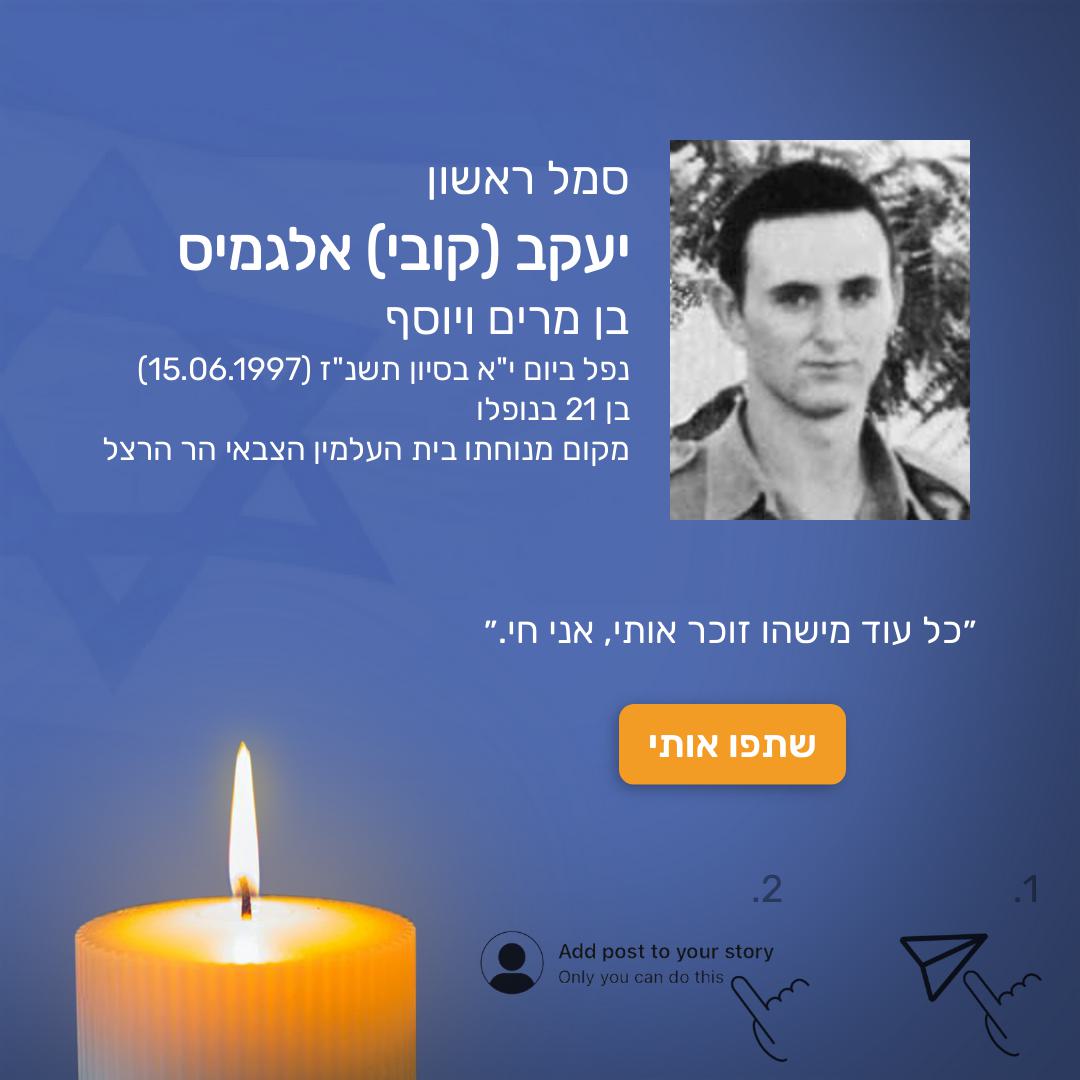 סמל ראשון
יעקב (קובי) אלגמיס
בן מרים ויוסף
נפל ביום י"א בסיון תשנ"ז (15.06.1997)
בן 21 בנופלו
מקום מנוחתו בית העלמין הצבאי הר הרצל
״כל עוד מישהו זוכר אותי, אני חי.״
שתפו אותי
1.
2.
Add post to your story
Only you can do this